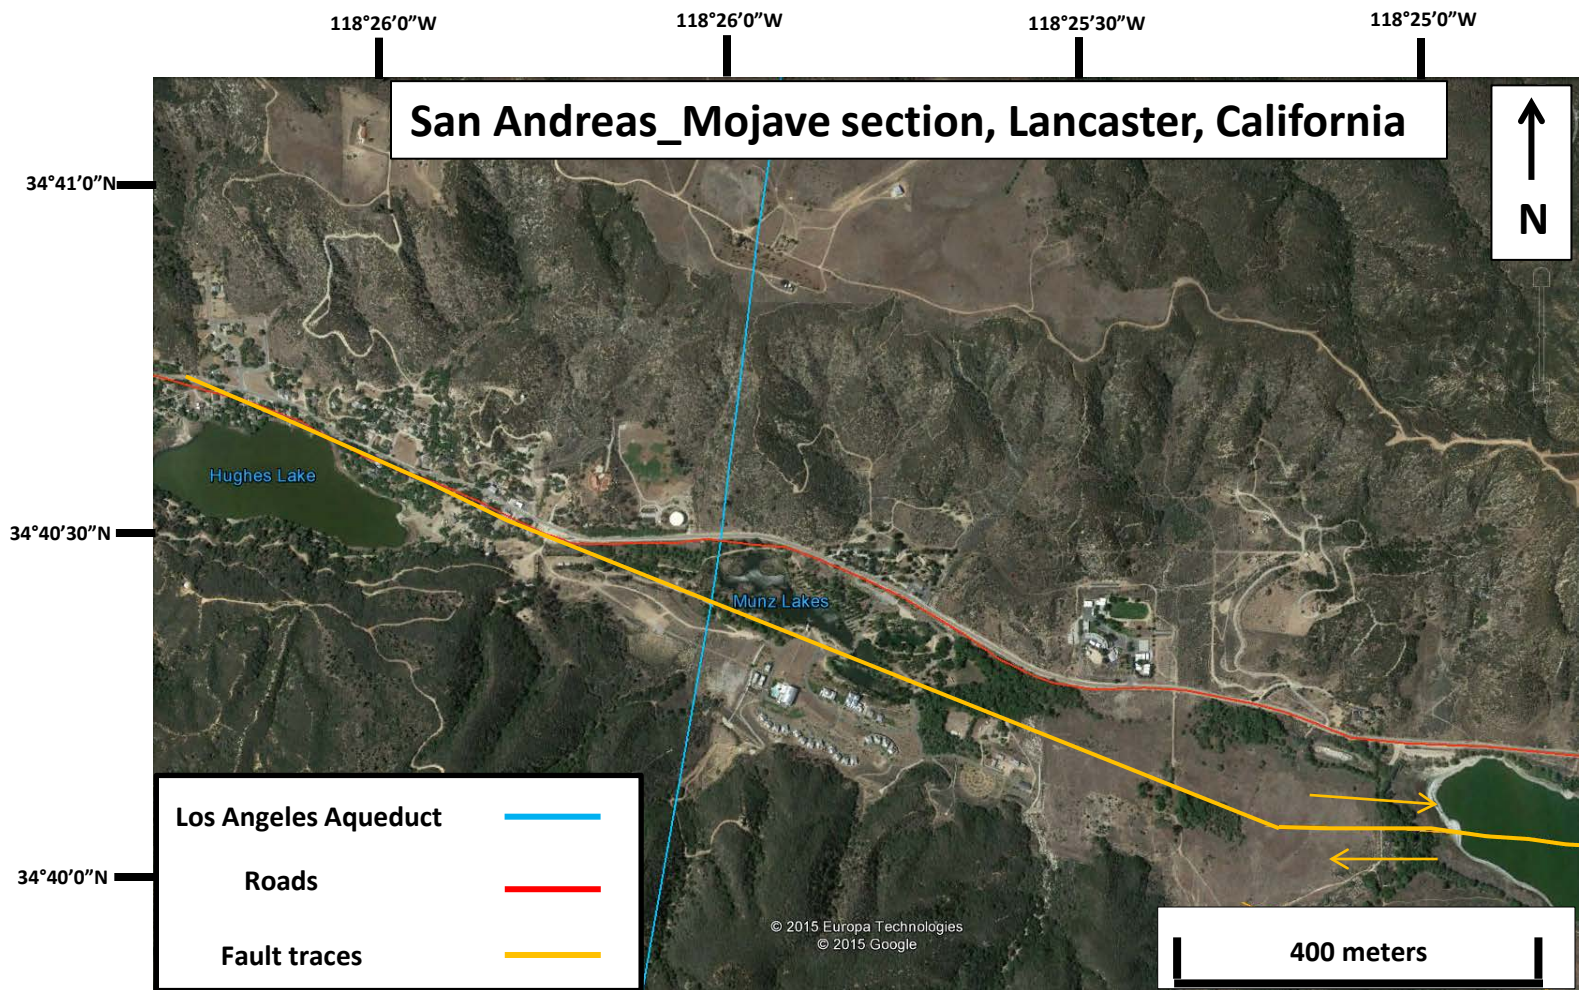 118°26'0”W
118°26'0”W
118°25'30”W
118°25'0”W
San Andreas_Mojave section, Lancaster, California
N
34°41'0”N
34°40'30”N
34°40'0”N
Hughes Lake
Munz Lakes
Los Angeles Aqueduct
Roads
Fault traces
© 2015 Europa Technologies
© 2015 Google
400 meters